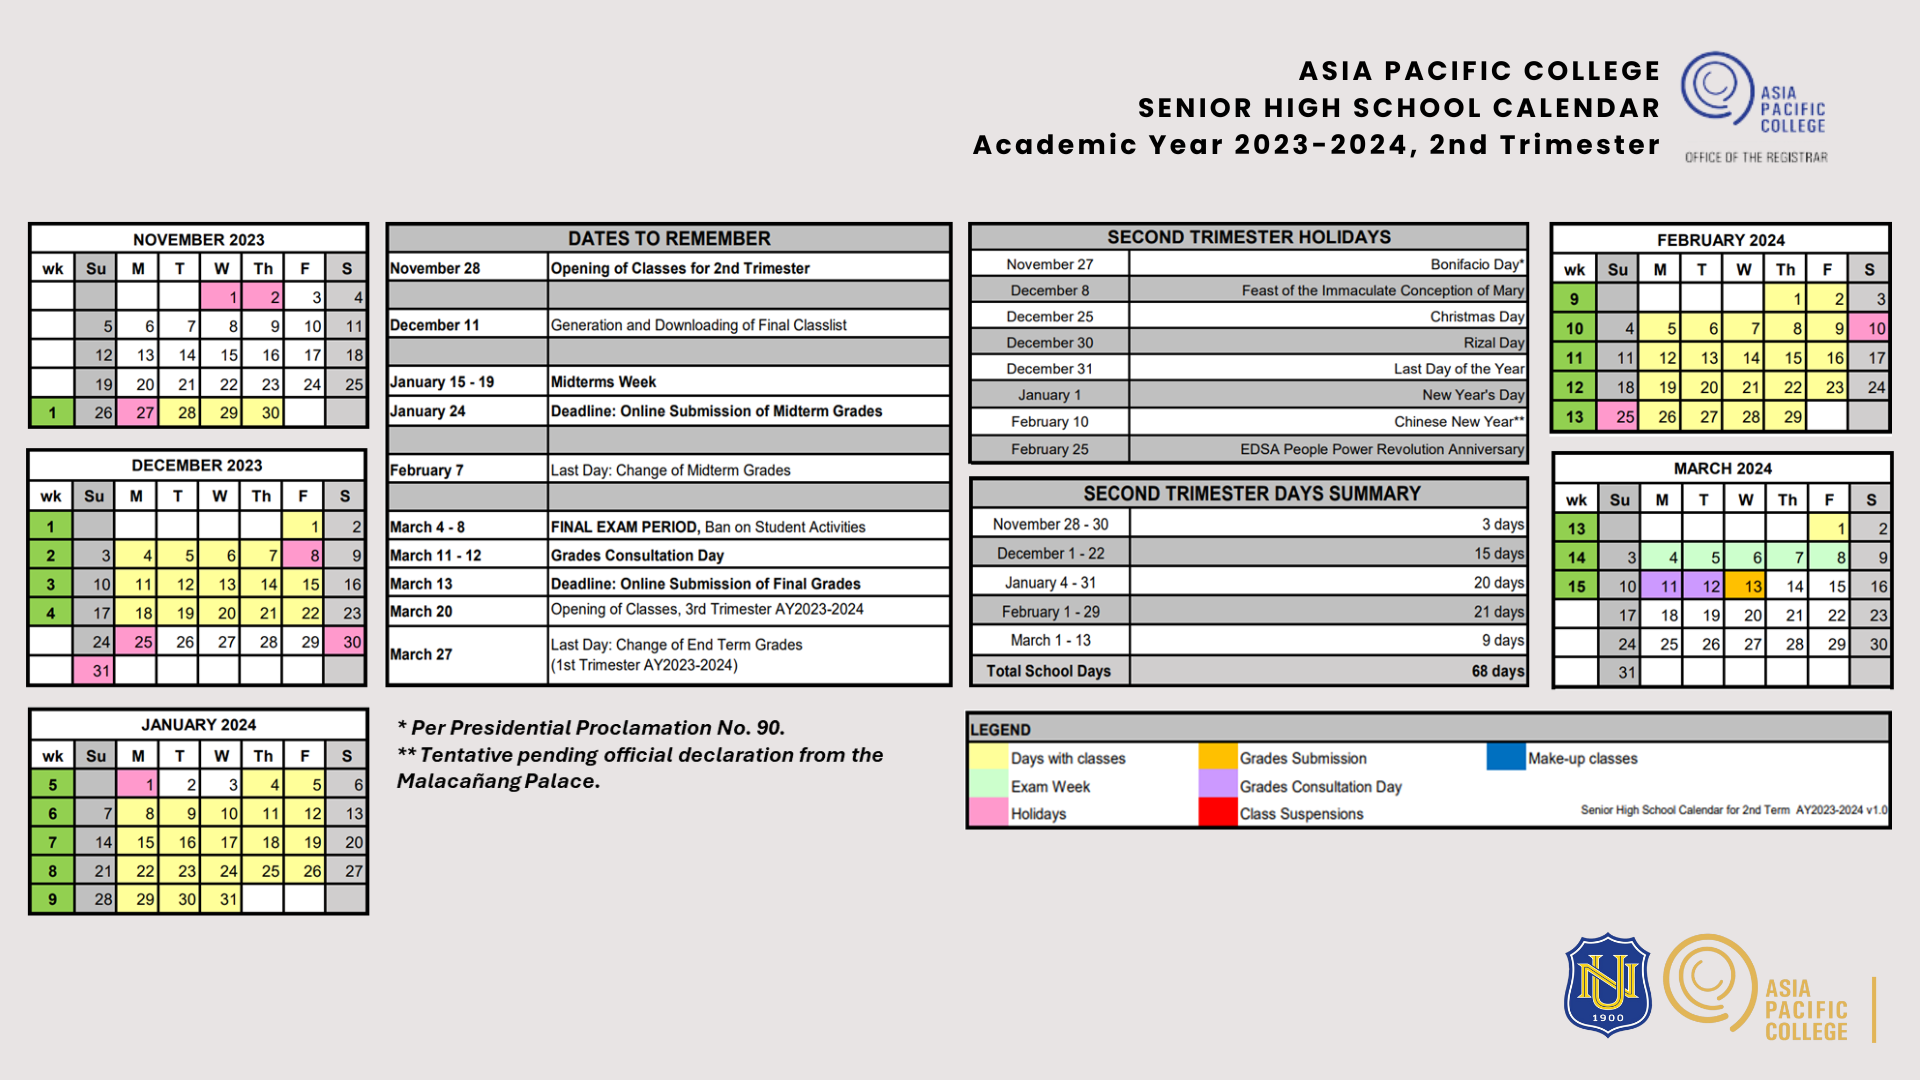 ASIA PACIFIC COLLEGE
SENIOR HIGH SCHOOL CALENDAR
Academic Year 2023-2024, 2nd Trimester
ASIA
PACIFIC
COLLEGE
OFFICE OF THE REGISTRAR
NOVEMBER 2023
wk Su M T W Th F S
1 2 3 4
5 6 7 8 9 10 11
12 13 14 15 16 17 18
19 20 21 22 23 24 25
1 26 27 28 29 30
DECEMBER 2023
wk Su M T W Th F S
1 1 2
2 3 4 5 6 7 8 9
3 10 11 12 13 14 15 16
4 17 18 19 20 21 22 23
24 25 26 27 28 29 30
31
JANUARY 2024
wk Su M T W Th F S
5 1 2 3 4 5 6
6 7 8 9 10 11 12 13
7 14 15 16 17 18 19 20
8 21 22 23 24 25 26 27
9 28 29 30 31
DATES TO REMEMBER
November 28 Opening of Classes for 2nd Trimester
December 11 Generation and Downloading of Final Classlist
January 15 - 19 Midterms Week
January 24 Deadline: Online Submission of Midterm Grades
February 7 Last Day: Change of Midterm Grades
March 4 - 8 FINAL EXAM PERIOD, Ban on Student Activities
March 11 - 12 Grades Consultation Day
March 13 Deadline: Online Submission of Final Grades
March 20 Opening of Classes, 3rd Trimester AY2023-2024
March 27 Last Day: Change of End Term Grades
(1st Trimester AY2023-2024)
* Per Presidential Proclamation No. 90.
** Tentative pending official declaration from the
Malacañang Palace.
SECOND TRIMESTER HOLIDAYS
November 27 Bonifacio Day*
December 8 Feast of the Immaculate Conception of Mary
December 25 Christmas Day
December 30 Rizal Day
December 31 Last Day of the Year
January 1 New Year's Day
February 10 Chinese New Year**
February 25 EDSA People Power Revolution Anniversary
SECOND TRIMESTER DAYS SUMMARY
November 28 - 30 3 days
December 1 - 22 15 days
January 4 - 31 20 days
February 1 - 29 21 days
March 1 - 13 9 days
Total School Days 68 days
FEBRUARY 2024
wk Su M T W Th F S
9 1 2 3
10 4 5 6 7 8 9 10
11 11 12 13 14 15 16 17
12 18 19 20 21 22 23 24
13 25 26 27 28 29
MARCH 2024
wk Su M T W Th F S
13 1 2
14 3 4 5 6 7 8 9
15 10 11 12 13 14 15 16
17 18 19 20 21 22 23
24 25 26 27 28 29 30
31
LEGEND
Days with classes Grades Submission Make-up classes
Exam Week Grades Consultation Day
Holidays Class Suspensions Senior High School Calendar for 2nd Term AY2023-2024 v1.0
NU
1900
ASIA
PACIFIC
COLLEGE